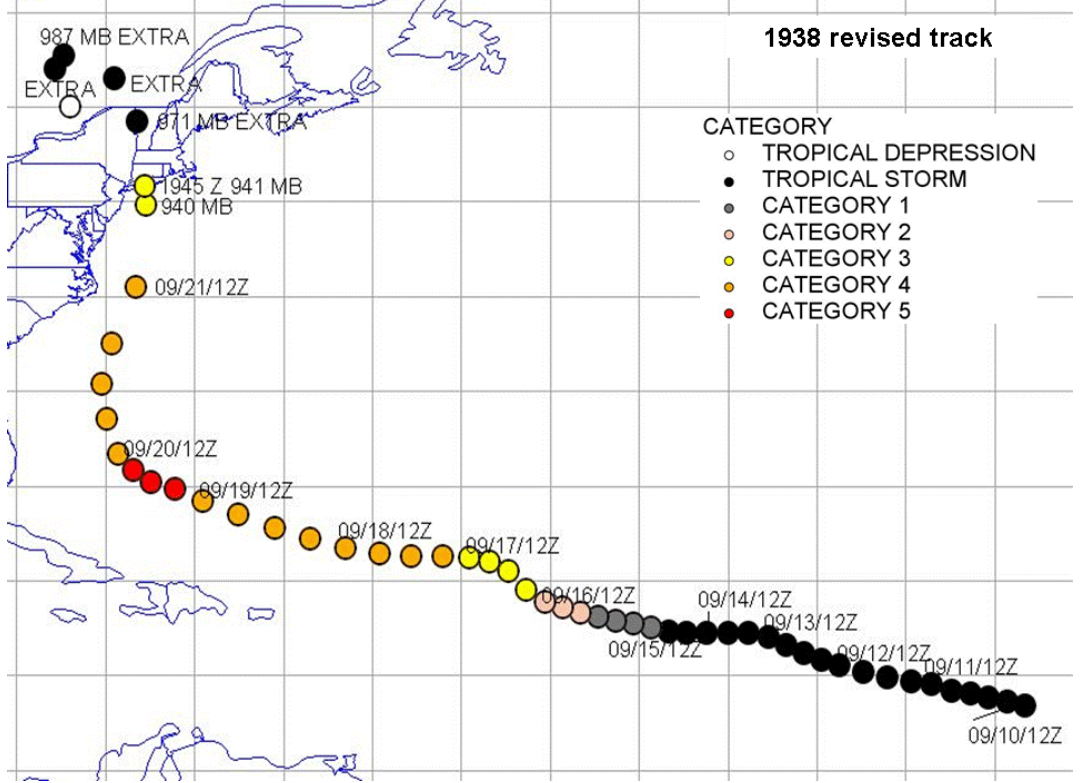 1938 revised track
987 MB EXTRA
EXTRA
EXTRA
971 MB EXTRA
CATEGORY
TROPICAL DEPRESSION
TROPICAL STORM
CATEGORY 1
CATEGORY 2
CATEGORY 3
CATEGORY 4
CATEGORY 5
1945 Z 941 MB
940 MB
09/21/12Z
09/20/12Z
09/19/12Z
09/18/12Z
09/17/12Z
09/16/12Z
09/15/12Z
09/14/12Z
09/13/12Z
09/12/12Z
09/11/12Z
09/10/12Z